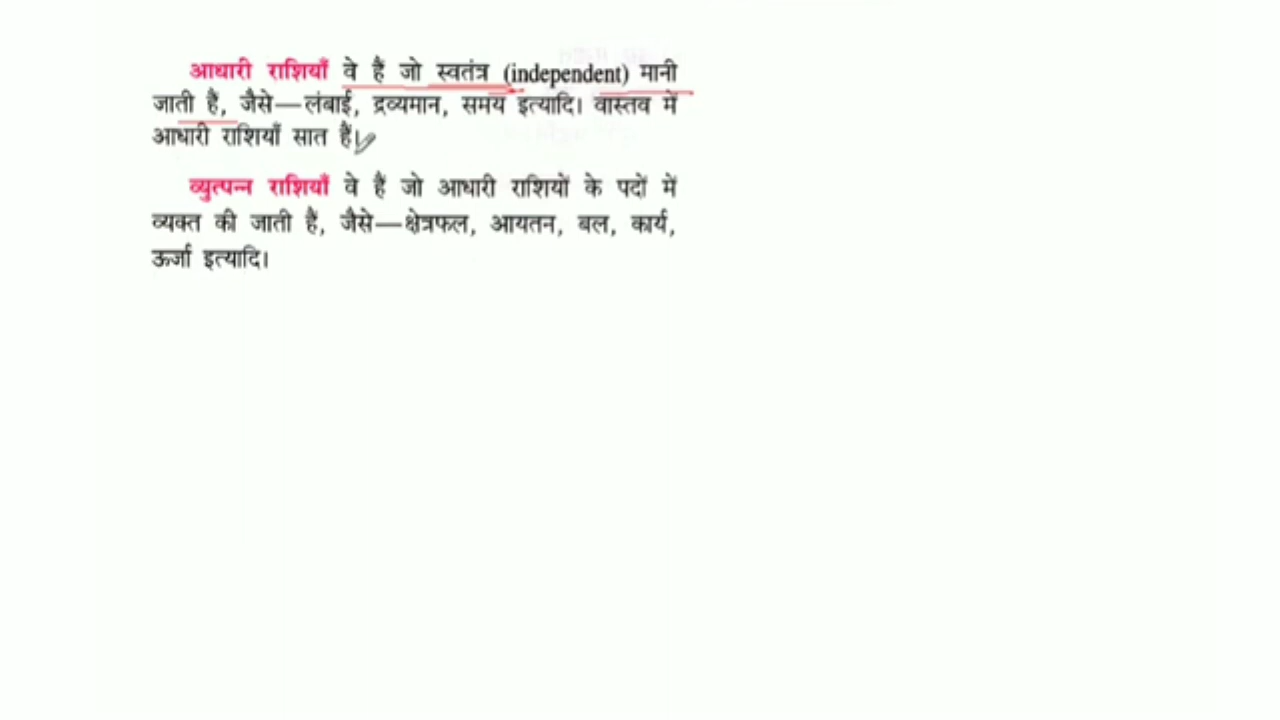 आधारी राशियाँ वे हैं जो स्वतंत्र (independent) मानी
जाती हैं, जैसे—लंबाई, द्रव्यमान, समय इत्यादि। वास्तव में
आधारी राशियाँ सात हैं।
व्युत्पन्न राशियाँ वे हैं जो आधारी राशियों के पदों में
व्यक्त की जाती हैं, जैसे—क्षेत्रफल, आयतन, बल, कार्य,
ऊर्जा इत्यादि।